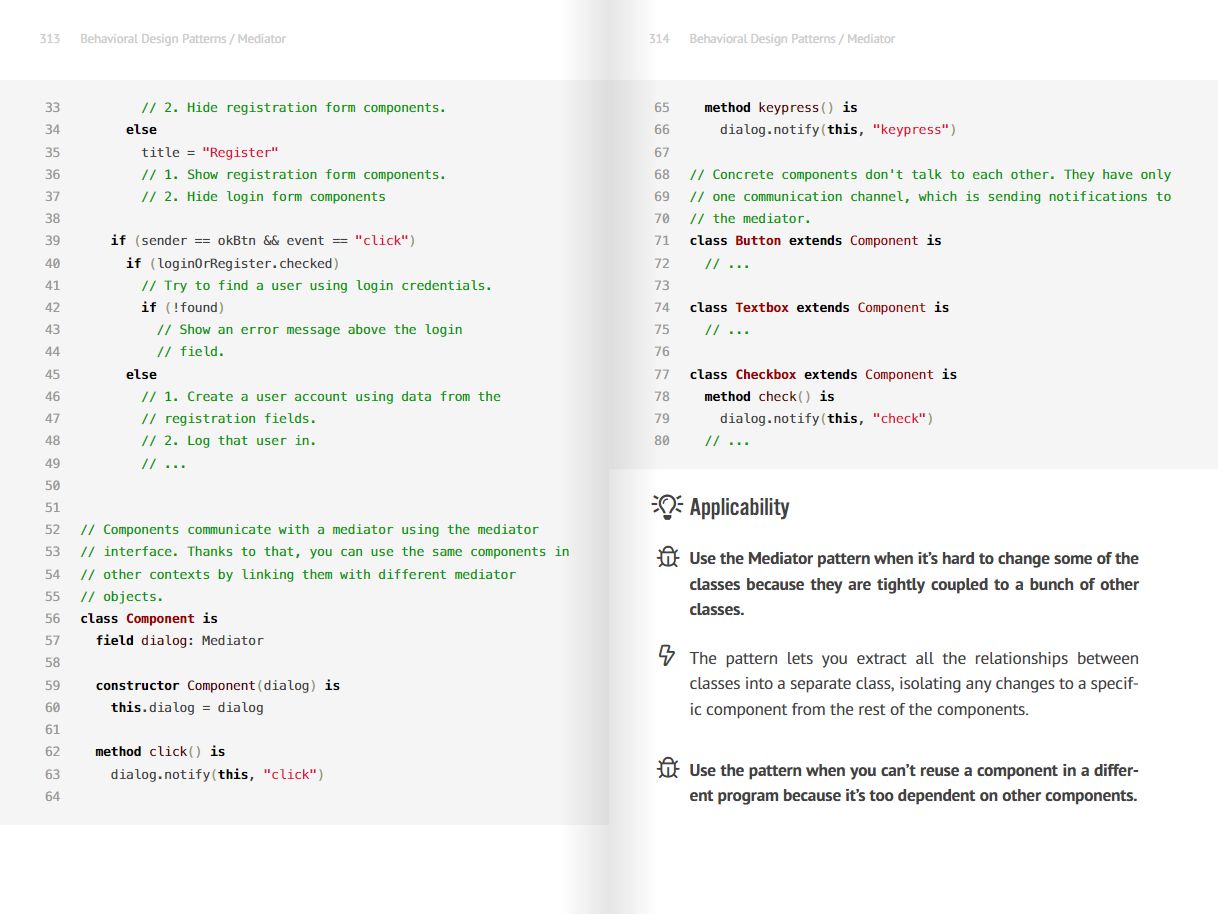 313 Behavioral Design Patterns / Mediator
33 // 2. Hide registration form components.
34 else
35 title = "Register"
36 // 1. Show registration form components.
37 // 2. Hide login form components
38
39 if (sender == okBtn && event == "click")
40 if (loginOrRegister.checked)
41 // Try to find a user using login credentials.
42 if (!found)
43 // Show an error message above the login
44 // field.
45 else
46 // 1. Create a user account using data from the
47 // registration fields.
48 // 2. Log that user in.
49 // ...
50
51
52 // Components communicate with a mediator using the mediator
53 // interface. Thanks to that, you can use the same components in
54 // other contexts by linking them with different mediator
55 // objects.
56 class Component is
57 field dialog: Mediator
58
59 constructor Component(dialog) is
60 this.dialog = dialog
61
62 method click() is
63 dialog.notify(this, "click")
64
314 Behavioral Design Patterns / Mediator
65 method keypress() is
66 dialog.notify(this, "keypress")
67
68 // Concrete components don't talk to each other. They have only
69 // one communication channel, which is sending notifications to
70 // the mediator.
71 class Button extends Component is
72 // ...
73
74 class Textbox extends Component is
75 // ...
76
77 class Checkbox extends Component is
78 method check() is
79 dialog.notify(this, "check")
80 // ...
Applicability
Use the Mediator pattern when it's hard to change some of the
classes because they are tightly coupled to a bunch of other
classes.
The pattern lets you extract all the relationships between
classes into a separate class, isolating any changes to a specif-
ic component from the rest of the components.
Use the pattern when you can't reuse a component in a differ-
ent program because it's too dependent on other components.